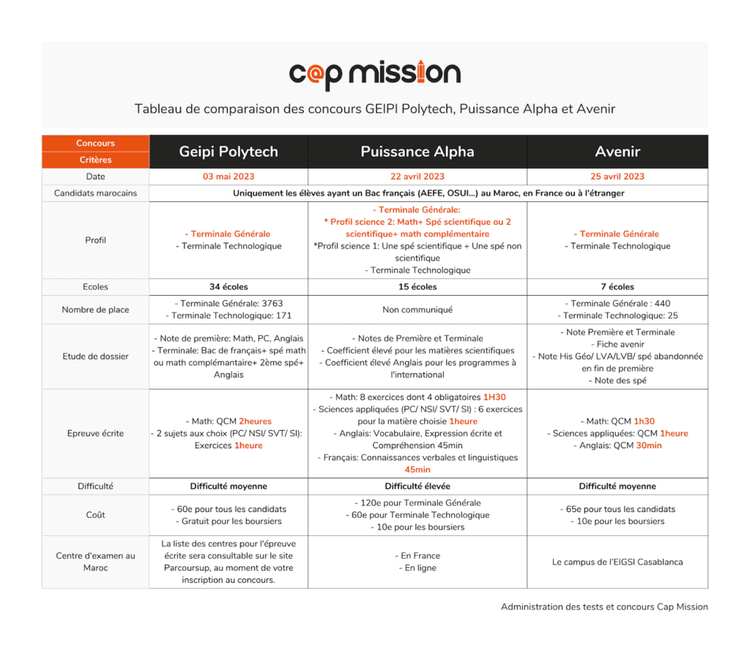 cap mission
Tableau de comparaison des concours GEIPI Polytech, Puissance Alpha et Avenir
Concours
Critères
Geipi Polytech
Puissance Alpha
Avenir
Date
03 mai 2023
22 avril 2023
25 avril 2023
Candidats marocains
Uniquement les élèves ayant un Bac français (AEFE, OSUI...) au Maroc, en France ou à l'étranger
Profil
- Terminale Générale
- Terminale Technologique
- Terminale Générale:
* Profil science 2: Math+ Spé scientifique ou 2
scientifique+ math complémentaire
*Profil science 1: Une spé scientifique + Une spé non
scientifique
- Terminale Technologique
- Terminale Générale
- Terminale Technologique
Ecoles
34 écoles
15 écoles
7 écoles
Nombre de place
- Terminale Générale: 3763
- Terminale Technologique: 171
Non communiqué
- Terminale Générale : 440
- Terminale Technologique: 25
Etude de dossier
- Note de première: Math, PC, Anglais
- Terminale: Bac de français+ spé math
ou math complémantaire+ 2ème spé+
Anglais
- Notes de Première et Terminale
- Coefficient élevé pour les matières scientifiques
- Coefficient élevé Anglais pour les programmes à
l'international
- Note Première et Terminale
- Fiche avenir
- Note His Géo/ LVA/LVB/ spé abandonnée
en fin de première
- Note des spé
Epreuve écrite
- Math: QCM 2heures
- 2 sujets aux choix (PC/ NSI/ SVT/ SI):
Exercices 1heure
- Math: 8 exercices dont 4 obligatoires 1H30
- Sciences appliquées (PC/ NSI/ SVT/ SI) : 6 exercices
pour la matière choisie 1heure
- Anglais: Vocabulaire, Expression écrite et
Compréhension 45min
- Français: Connaissances verbales et linguistiques
45min
- Math: QCM 1h30
- Sciences appliquées: QCM 1heure
- Anglais: QCM 30min
Difficulté
Difficulté moyenne
Difficulté élevée
Difficulté moyenne
Coût
- 60e pour tous les candidats
- Gratuit pour les boursiers
- 120e pour Terminale Générale
- 60e pour Terminale Technologique
- 10e pour les boursiers
- 65e pour tous les candidats
- 10e pour les boursiers
Centre d'examen au
Maroc
La liste des centres pour l'épreuve
écrite sera consultable sur le site
Parcoursup, au moment de votre
inscription au concours.
- En France
- En ligne
Le campus de l'EIGSI Casablanca
Administration des tests et concours Cap Mission